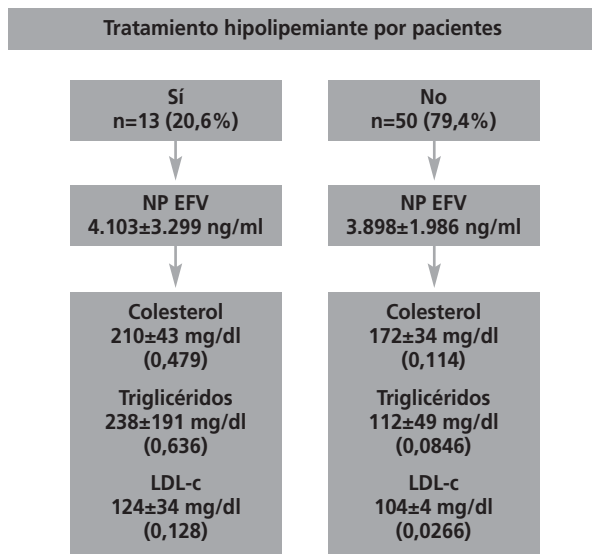 Tratamiento hipolipemiante por pacientes
Sí
n=13 (20,6%)
NP EFV
4.103±3.299 ng/ml
Colesterol
210±43 mg/dl
(0,479)
Triglicéridos
238±191 mg/dl
(0,636)
LDL-c
124±34 mg/dl
(0,128)
No
n=50 (79,4%)
NP EFV
3.898±1.986 ng/ml
Colesterol
172±34 mg/dl
(0,114)
Triglicéridos
112±49 mg/dl
(0,0846)
LDL-c
104±4 mg/dl
(0,0266)